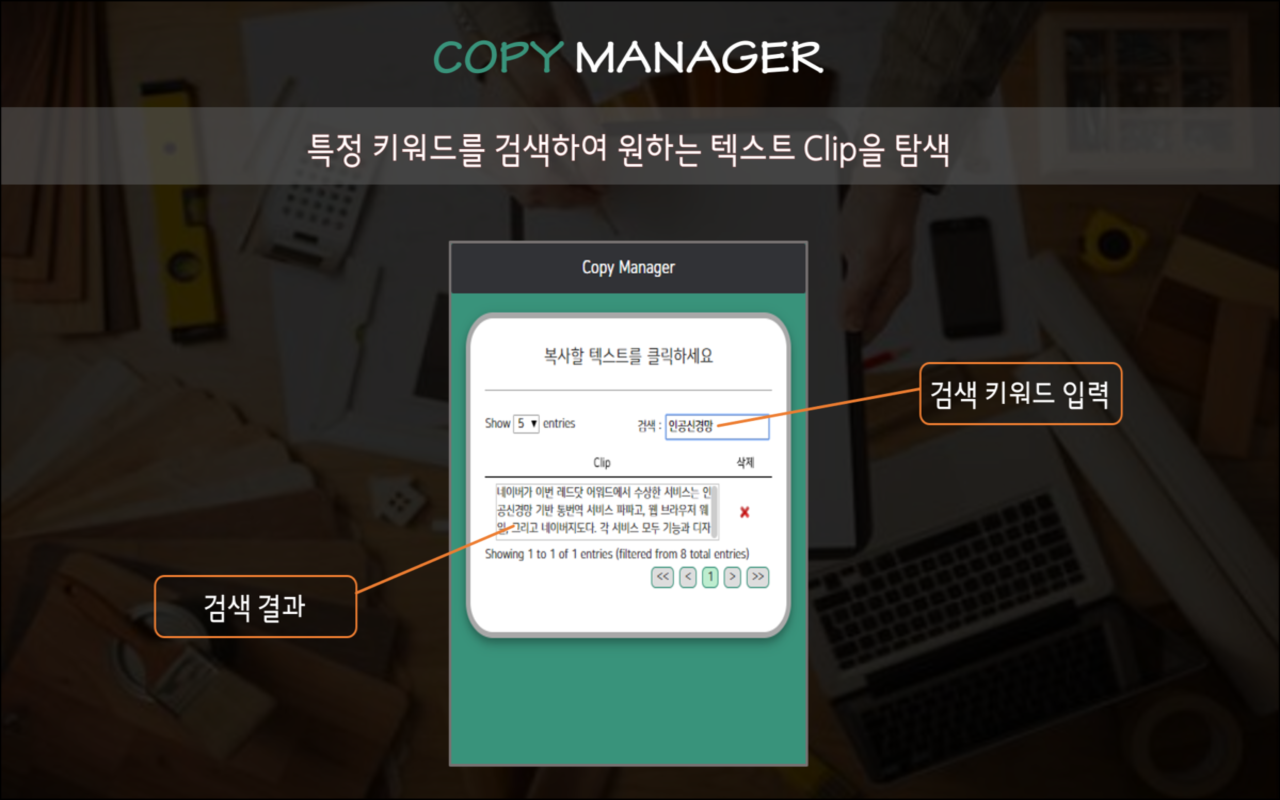 COPY MANAGER
특정 키워드를 검색하여 원하는 텍스트 Clip을 탐색
Copy Manager
복사할 텍스트를 클릭하세요
Show 5 ▼ entries
검색 : 인공신경망
검색 키워드 입력
Clip 삭제
네이버가 이번 레드닷 어워드에서 수상한 서비스는 인
공신경망 기반 통번역 서비스 파파고, 웹 브라우저 웨
일, 그리고 네이버지도다. 각 서비스 모두 기능과 디자
Showing 1 to 1 of 1 entries (filtered from 8 total entries)
<< < 1 > >>
검색 결과